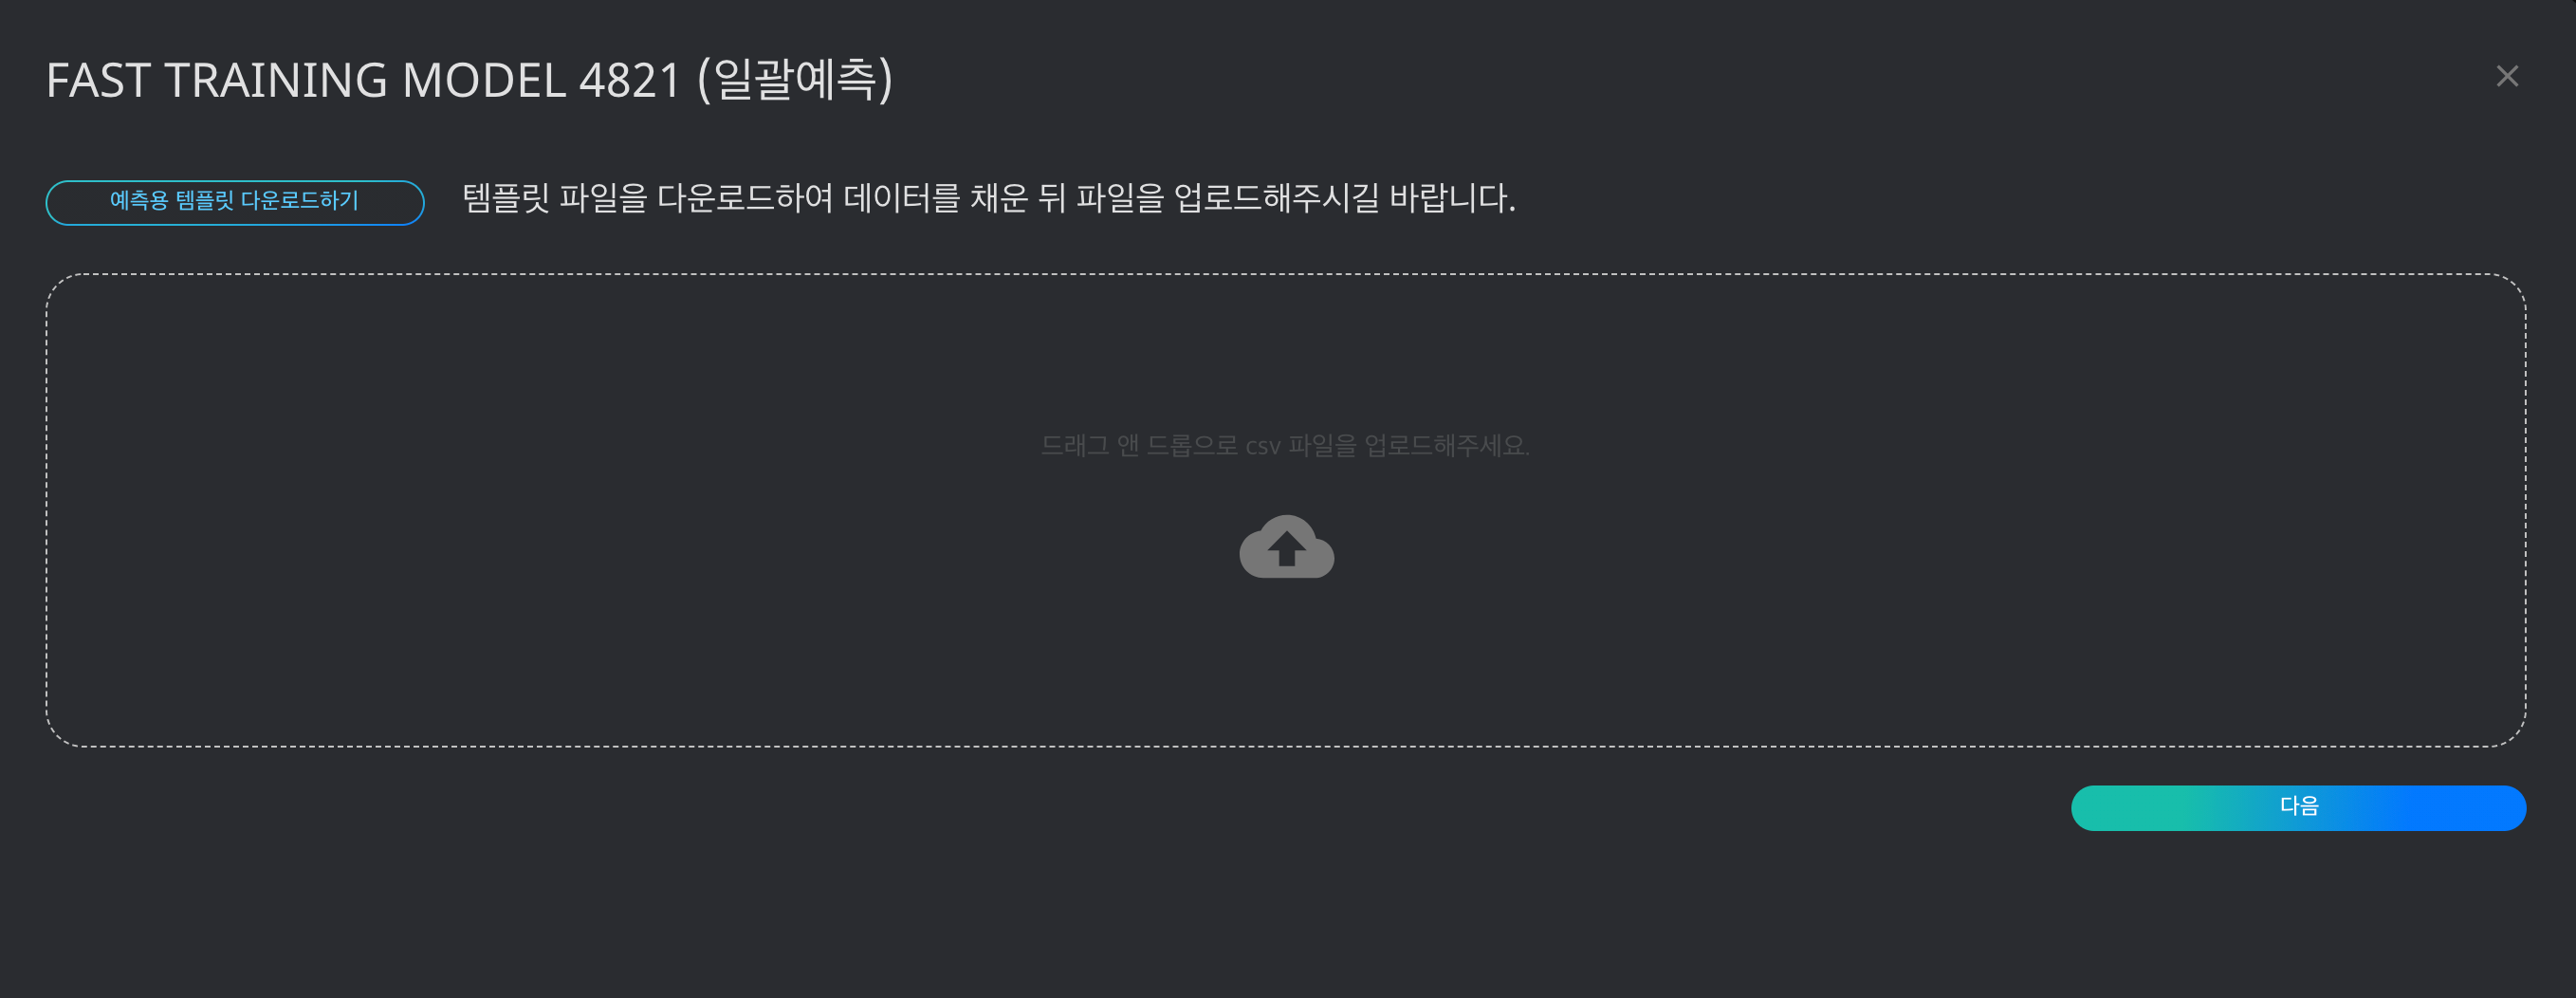 FAST TRAINING MODEL 4821 (일괄예측)
예측용 템플릿 다운로드하기
템플릿 파일을 다운로드하여 데이터를 채운 뒤 파일을 업로드해주시길 바랍니다.
드래그 앤 드롭으로 csv 파일을 업로드해주세요.
다음